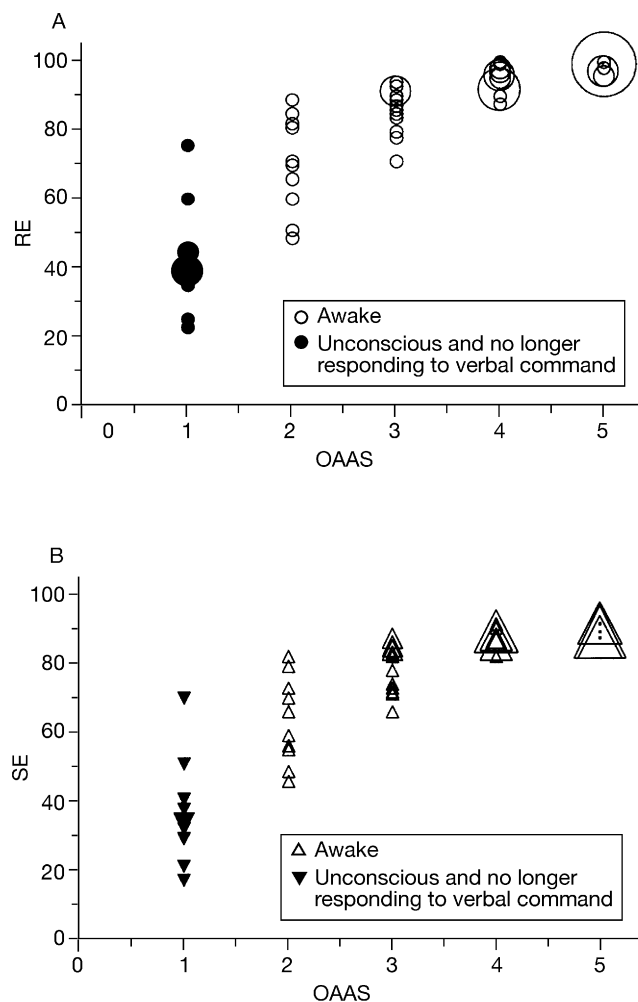 A
100
80
60
40
20
0
RE
0 1 2 3 4 5
OAAS
Awake
Unconscious and no longer
responding to verbal command
B
100
80
60
40
20
0
SE
0 1 2 3 4 5
OAAS
Awake
Unconscious and no longer
responding to verbal command